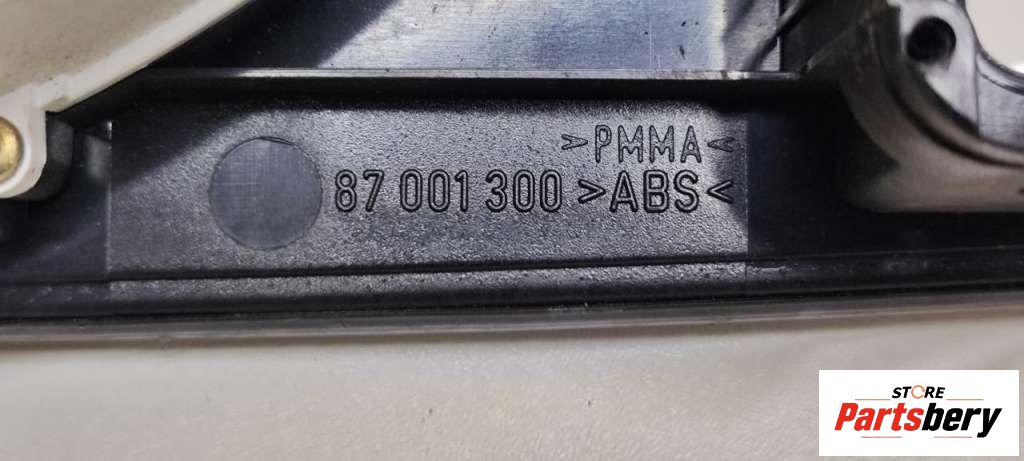 >PMMA<
87 001 300 >ABS<
STORE
Partsbery